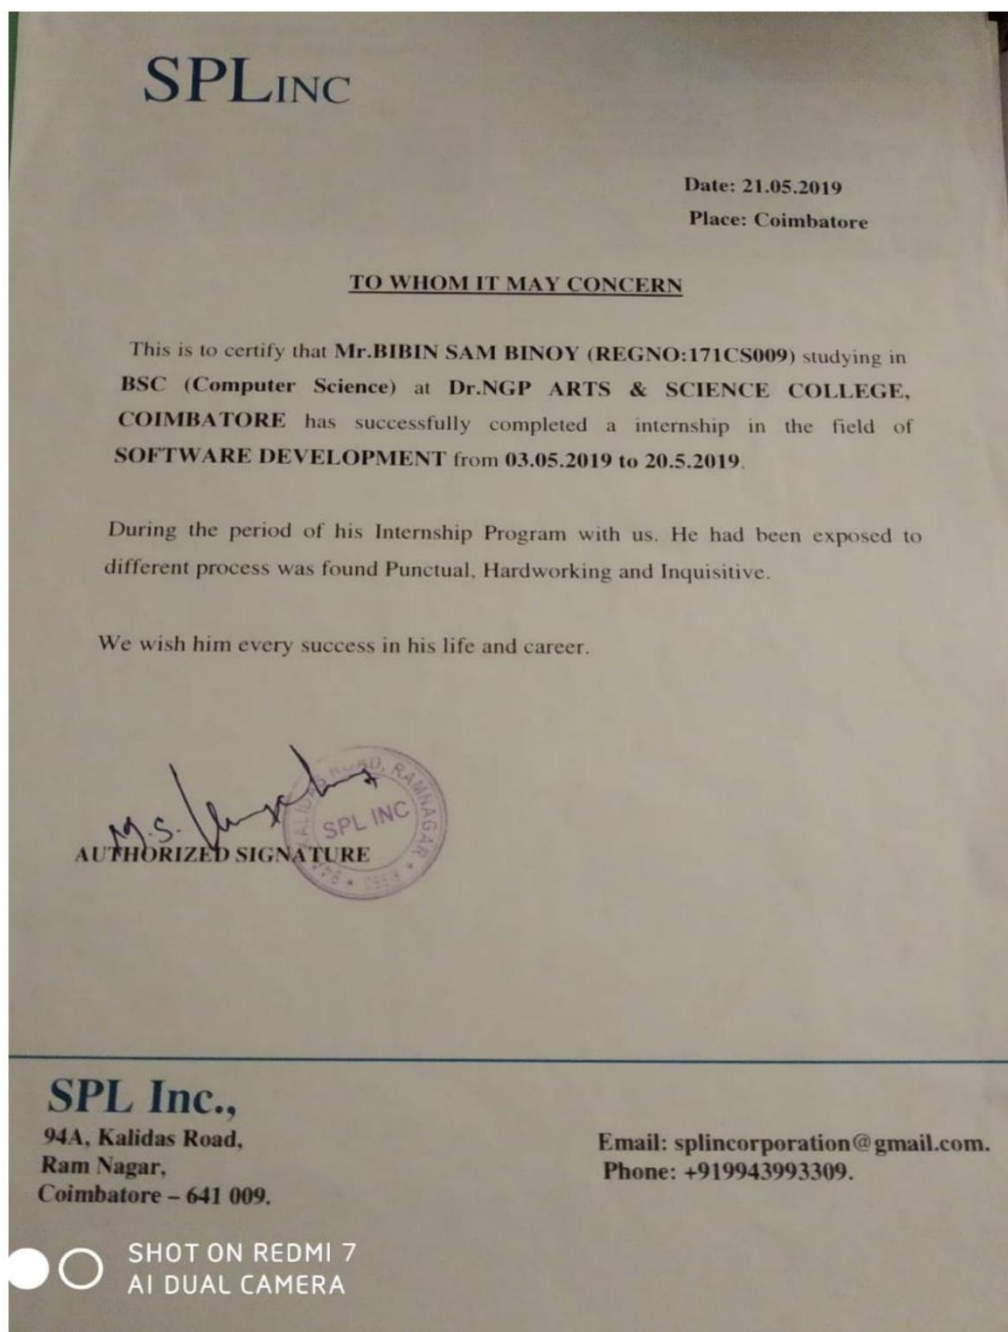 SPLINC
Date: 21.05.2019
Place: Coimbatore
TO WHOM IT MAY CONCERN
This is to certify that Mr.BIBIN SAM BINOY (REGNO:171CS009) studying in
BSC (Computer Science) at Dr.NGP ARTS & SCIENCE COLLEGE,
COIMBATORE has successfully completed a internship in the field of
SOFTWARE DEVELOPMENT from 03.05.2019 to 20.5.2019.
During the period of his Internship Program with us. He had been exposed to
different process was found Punctual, Hardworking and Inquisitive.
We wish him every success in his life and career.
M.S.
ROAD, RAMNAGAR
SPL INC
AUTHORIZED SIGNATURE
SPL Inc.,
94A, Kalidas Road,
Ram Nagar,
Coimbatore – 641 009.
Email: splincorporation@gmail.com.
Phone: +919943993309.
SHOT ON REDMI 7
AI DUAL CAMERA